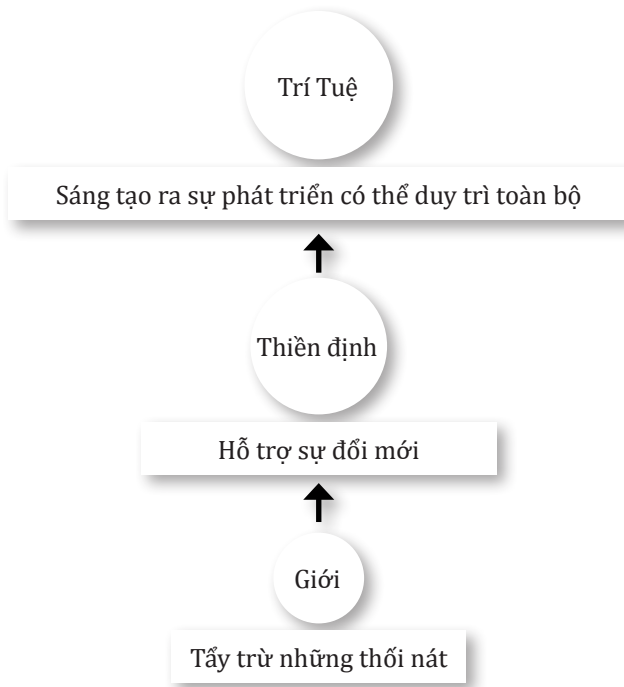 Trí Tuệ
Sáng tạo ra sự phát triển có thể duy trì toàn bộ
Thiền định
Hỗ trợ sự đổi mới
Giới
Tẩy trừ những thối nát